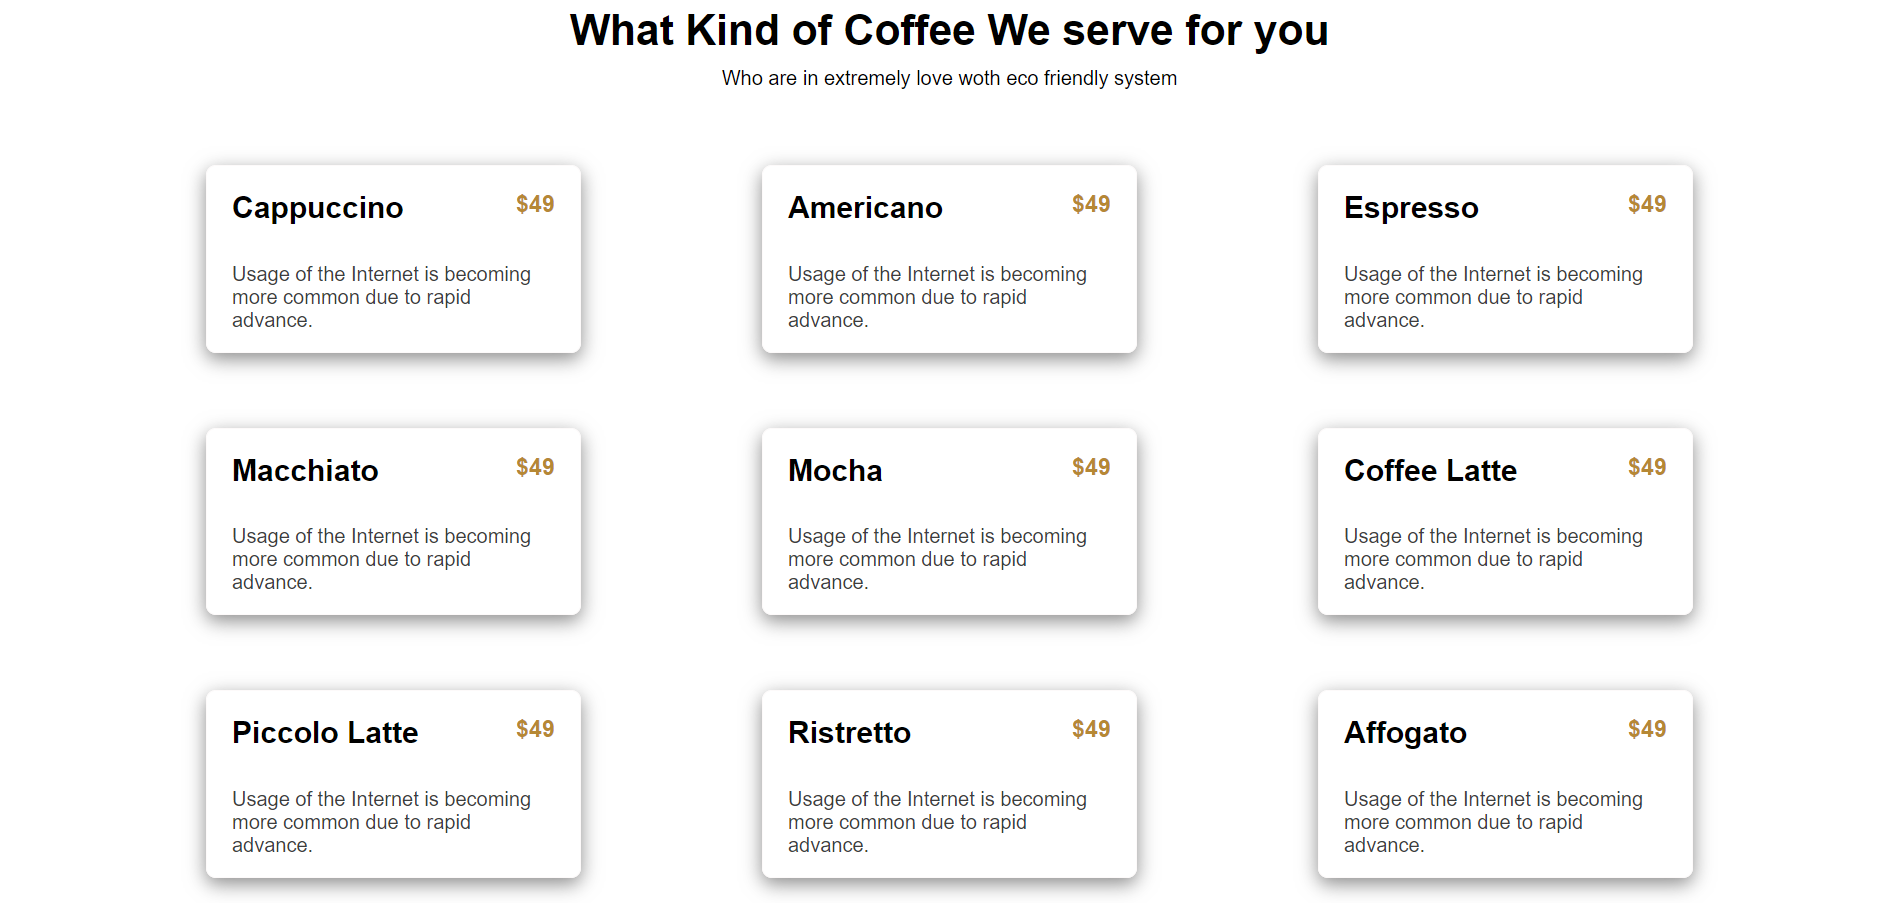 What Kind of Coffee We serve for you
Who are in extremely love woth eco friendly system
Cappuccino $49
Usage of the Internet is becoming
more common due to rapid
advance.
Americano $49
Usage of the Internet is becoming
more common due to rapid
advance.
Espresso $49
Usage of the Internet is becoming
more common due to rapid
advance.
Macchiato $49
Usage of the Internet is becoming
more common due to rapid
advance.
Mocha $49
Usage of the Internet is becoming
more common due to rapid
advance.
Coffee Latte $49
Usage of the Internet is becoming
more common due to rapid
advance.
Piccolo Latte $49
Usage of the Internet is becoming
more common due to rapid
advance.
Ristretto $49
Usage of the Internet is becoming
more common due to rapid
advance.
Affogato $49
Usage of the Internet is becoming
more common due to rapid
advance.